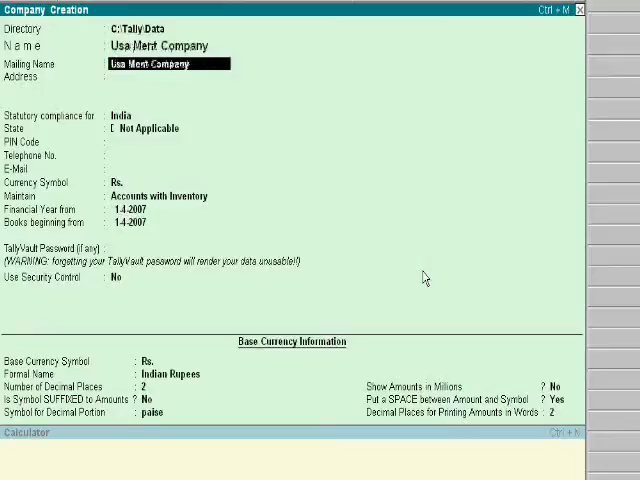 Company Creation Ctrl + M X
Directory : C:\Tally\Data
Name : Usa Ment Company
Mailing Name : Usa Ment Company
Address :
Statutory compliance for : India
State : Not Applicable
PIN Code :
Telephone No. :
E-Mail :
Currency Symbol : Rs.
Maintain : Accounts with Inventory
Financial Year from : 1-4-2007
Books beginning from : 1-4-2007
TallyVault Password (if any) :
(WARNING: forgetting your TallyVault password will render your data unusable!!)
Use Security Control : No
Base Currency Information
Base Currency Symbol : Rs.
Formal Name : Indian Rupees
Number of Decimal Places : 2 Show Amounts in Millions ? No
Is Symbol SUFFIXED to Amounts ? No Put a SPACE between Amount and Symbol ? Yes
Symbol for Decimal Portion : paise Decimal Places for Printing Amounts in Words : 2
Calculator Ctrl + N